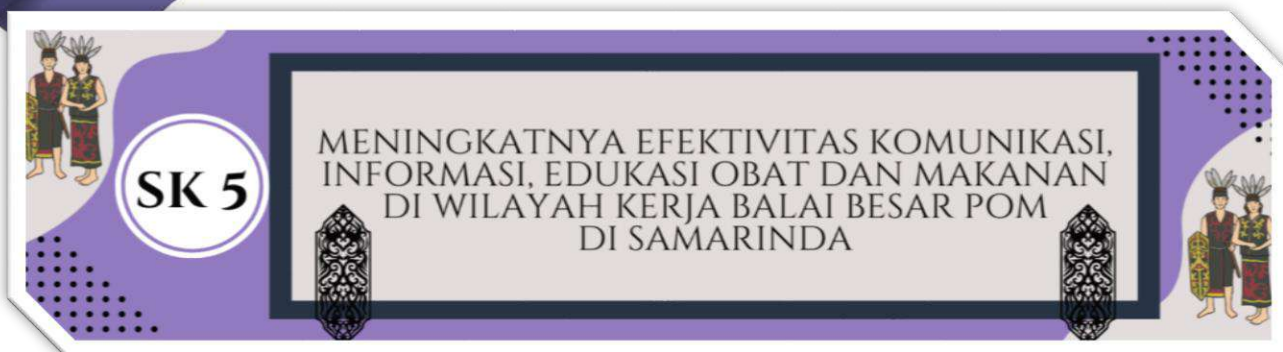 SK 5
MENINGKATNYA EFEKTIVITAS KOMUNIKASI,
INFORMASI, EDUKASI OBAT DAN MAKANAN
DI WILAYAH KERJA BALAI BESAR POM
DI SAMARINDA